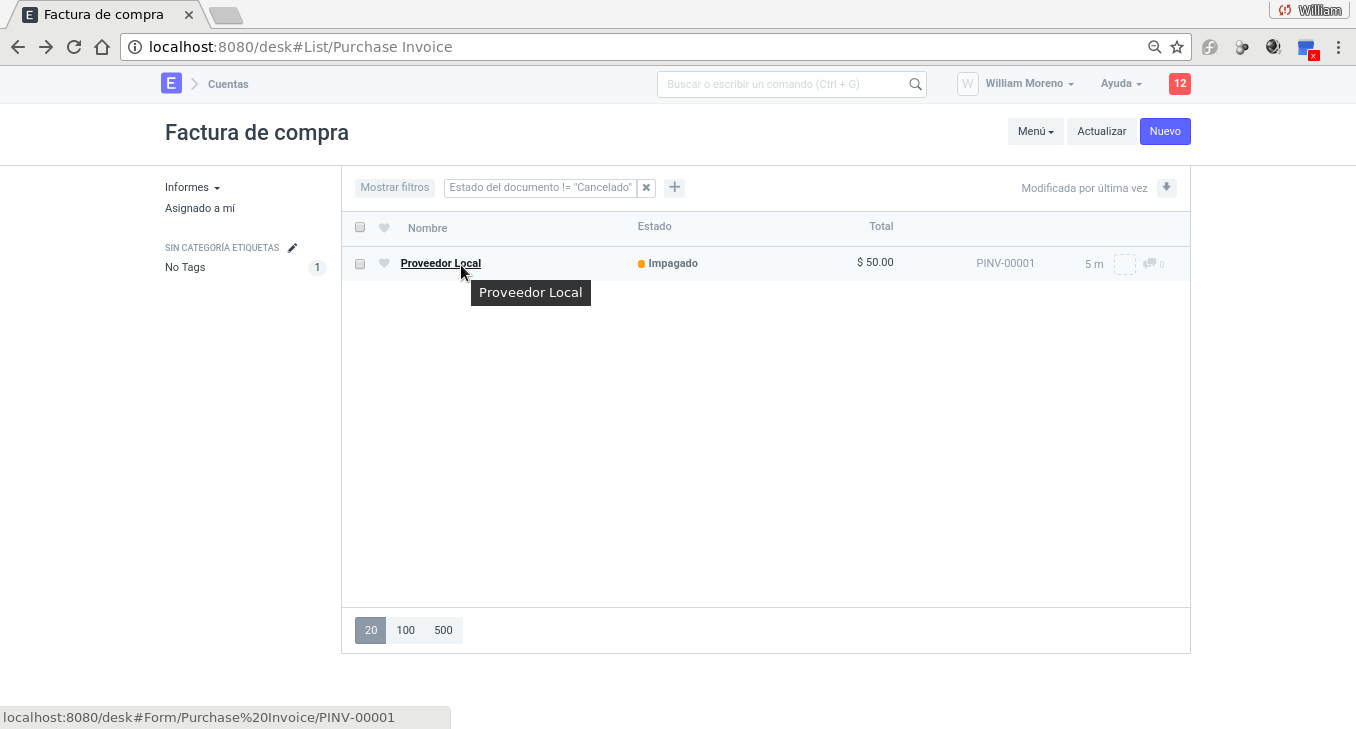 E Factura de compra
William
localhost:8080/desk#List/Purchase Invoice
E Cuentas Buscar o escribir un comando (Ctrl + G) W William Moreno Ayuda 12
Factura de compra Menú Actualizar Nuevo
Informes Mostrar filtros Estado del documento != "Cancelado" Modificada por última vez
Asignado a mí
Nombre Estado Total
SIN CATEGORÍA ETIQUETAS
No Tags 1 Proveedor Local Impagado $ 50.00 PINV-00001 5 m 0
Proveedor Local
20 100 500
localhost:8080/desk#Form/Purchase%20Invoice/PINV-00001